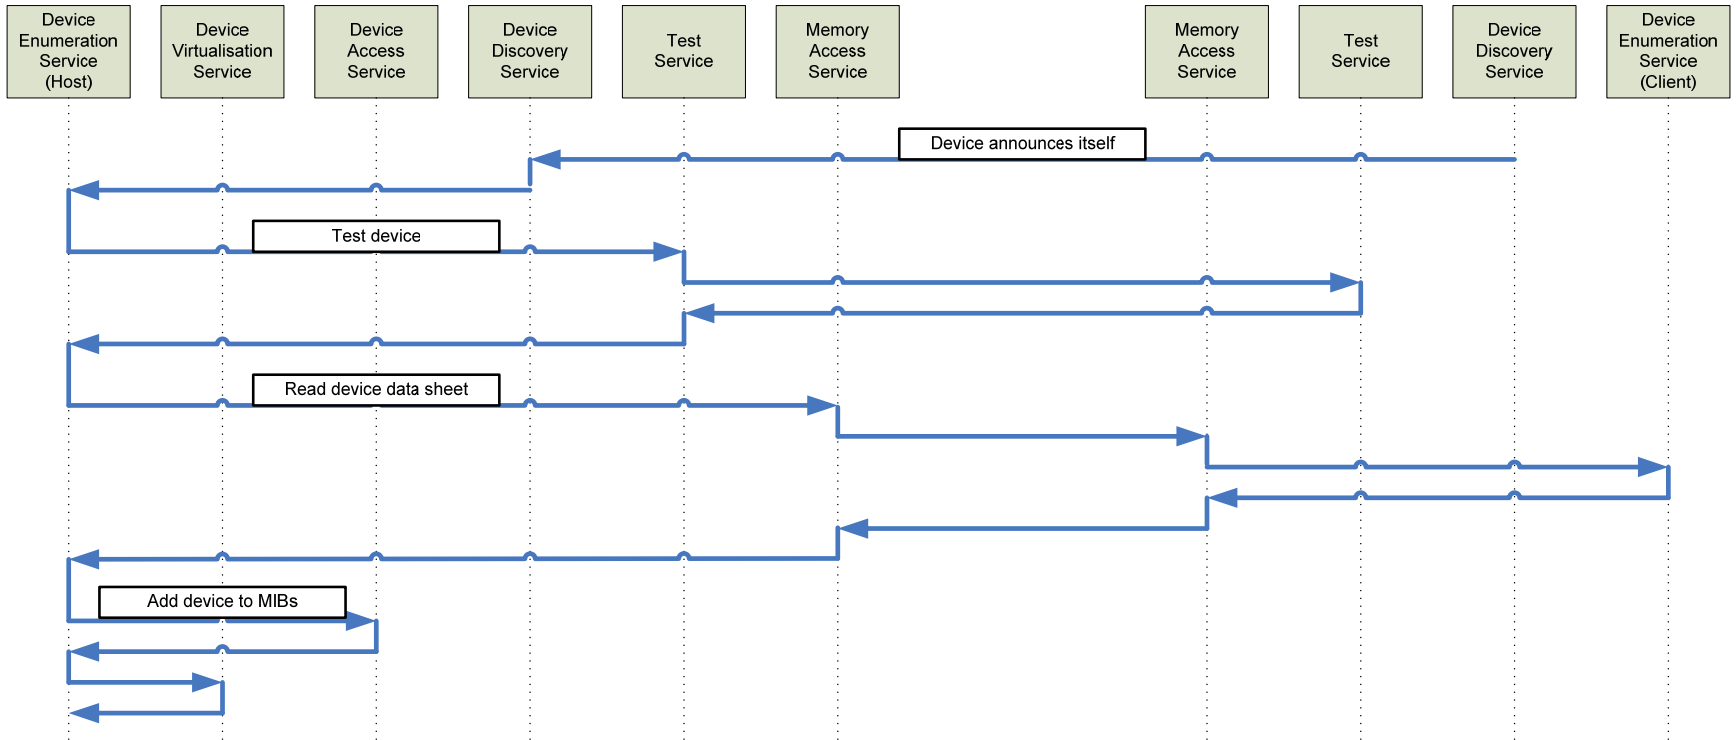 Device
Enumeration
Service
(Host)
Device
Virtualisation
Service
Device
Access
Service
Device
Discovery
Service
Test
Service
Memory
Access
Service
Memory
Access
Service
Test
Service
Device
Discovery
Service
Device
Enumeration
Service
(Client)
Device announces itself
Test device
Read device data sheet
Add device to MIBs